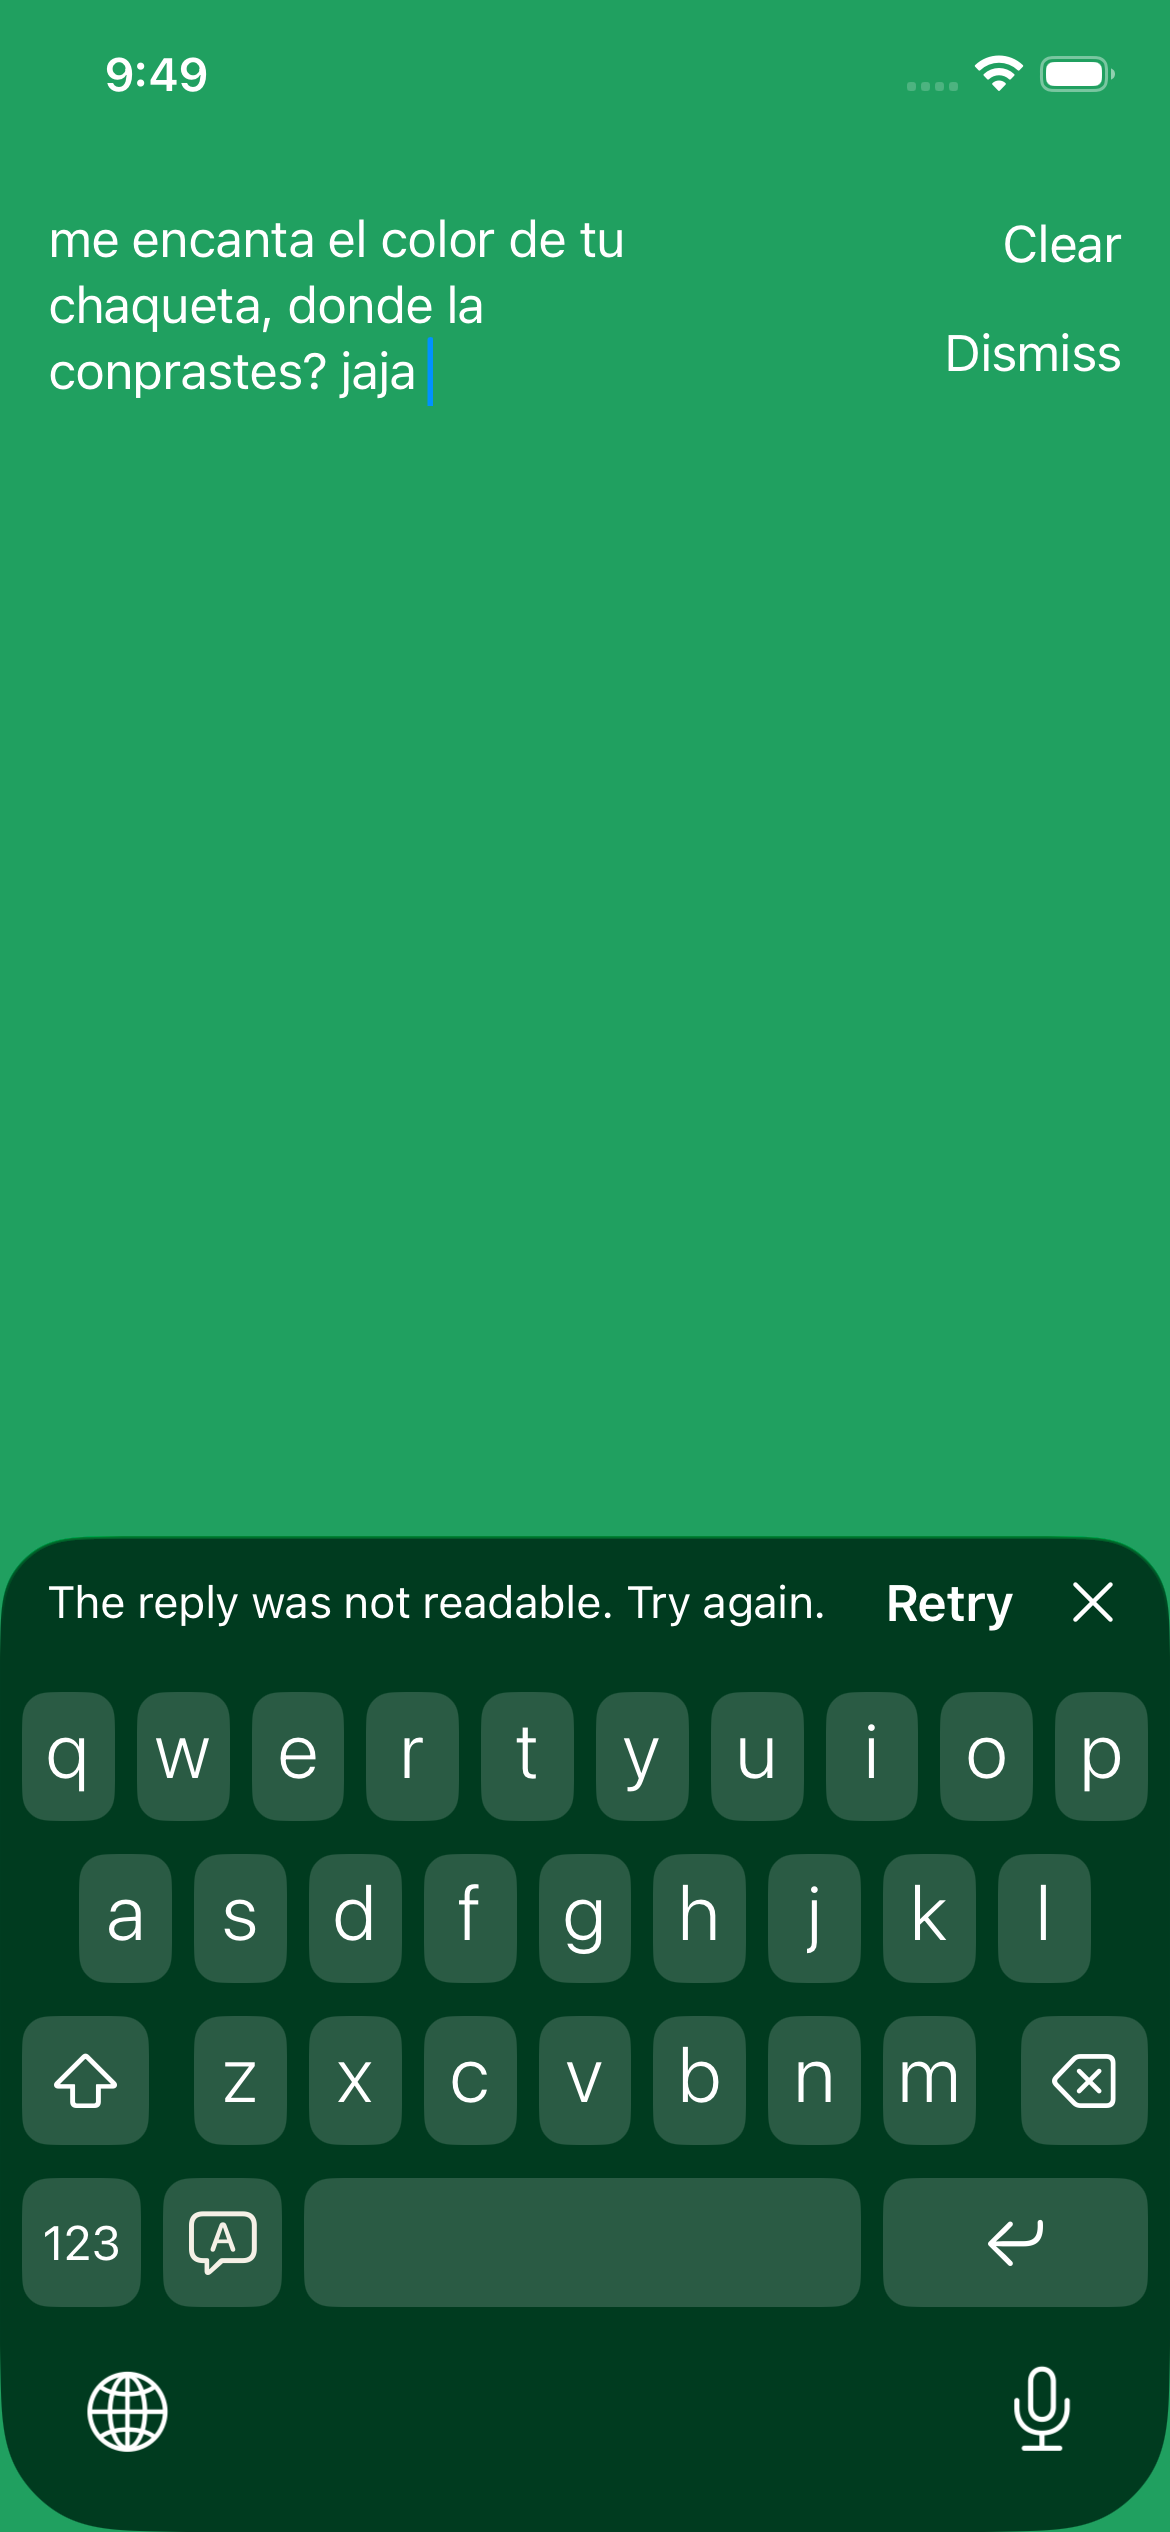 9:49
me encanta el color de tu
chaqueta, donde la
conprastes? jaja
Clear
Dismiss
The reply was not readable. Try again. Retry
q w e r t y u i o p
a s d f g h j k l
z x c v b n m
123 A